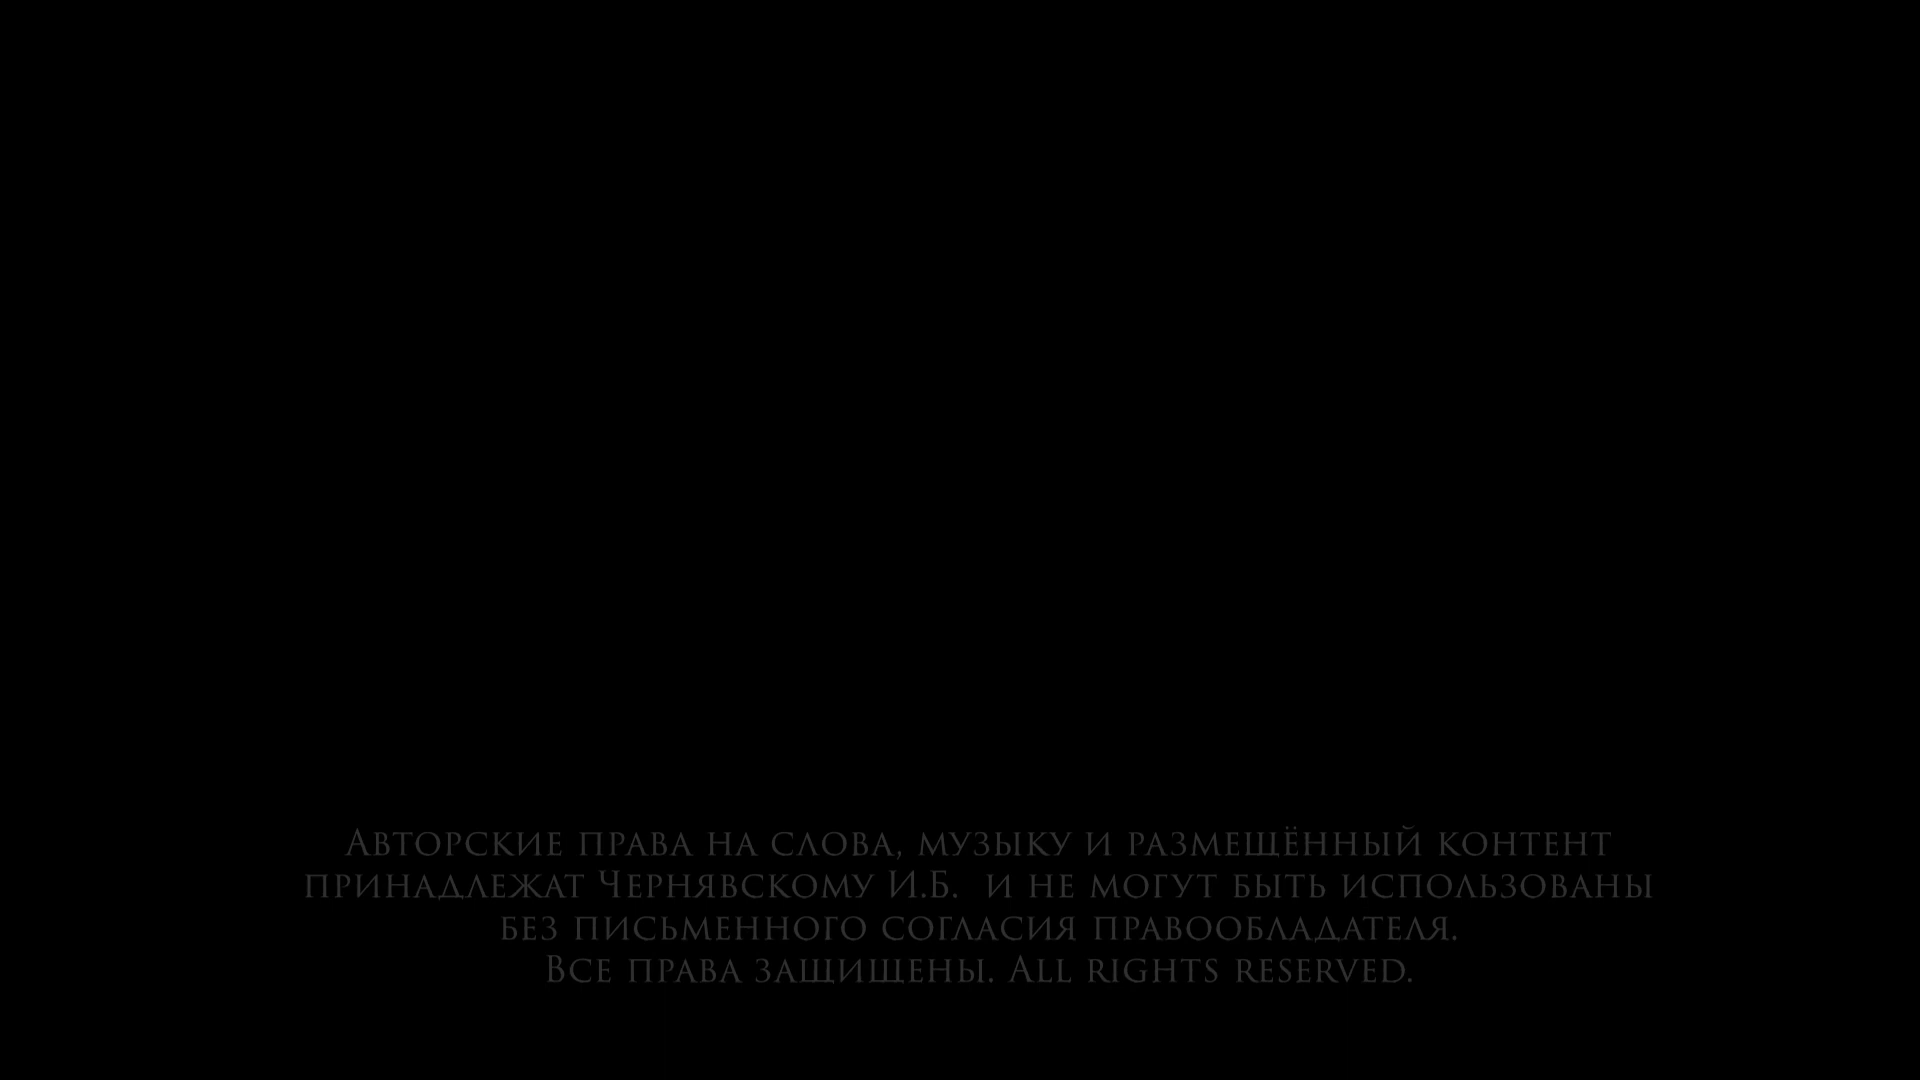 Авторские права на слова, музыку и размещённый контент
принадлежат Чернявскому И.Б. и не могут быть использованы
без письменного согласия правообладателя.
Все права защищены. All rights reserved.